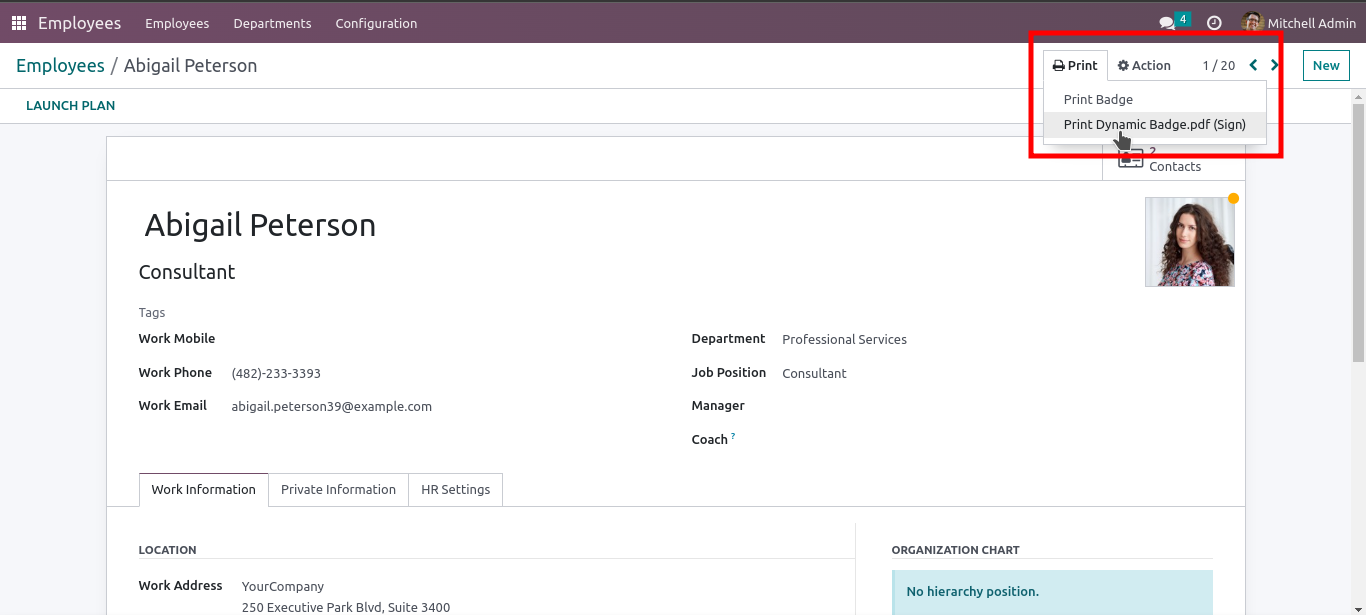 Employees Employees Departments Configuration 4 Mitchell Admin
Employees / Abigail Peterson Print Action 1 / 20 New
LAUNCH PLAN
Print Badge
Print Dynamic Badge.pdf (Sign)
2
Contacts
Abigail Peterson
Consultant
Tags
Work Mobile
Department Professional Services
Work Phone (482)-233-3393
Job Position Consultant
Work Email abigail.peterson39@example.com
Manager
Coach ?
Work Information Private Information HR Settings
LOCATION
ORGANIZATION CHART
Work Address YourCompany
250 Executive Park Blvd, Suite 3400
No hierarchy position.